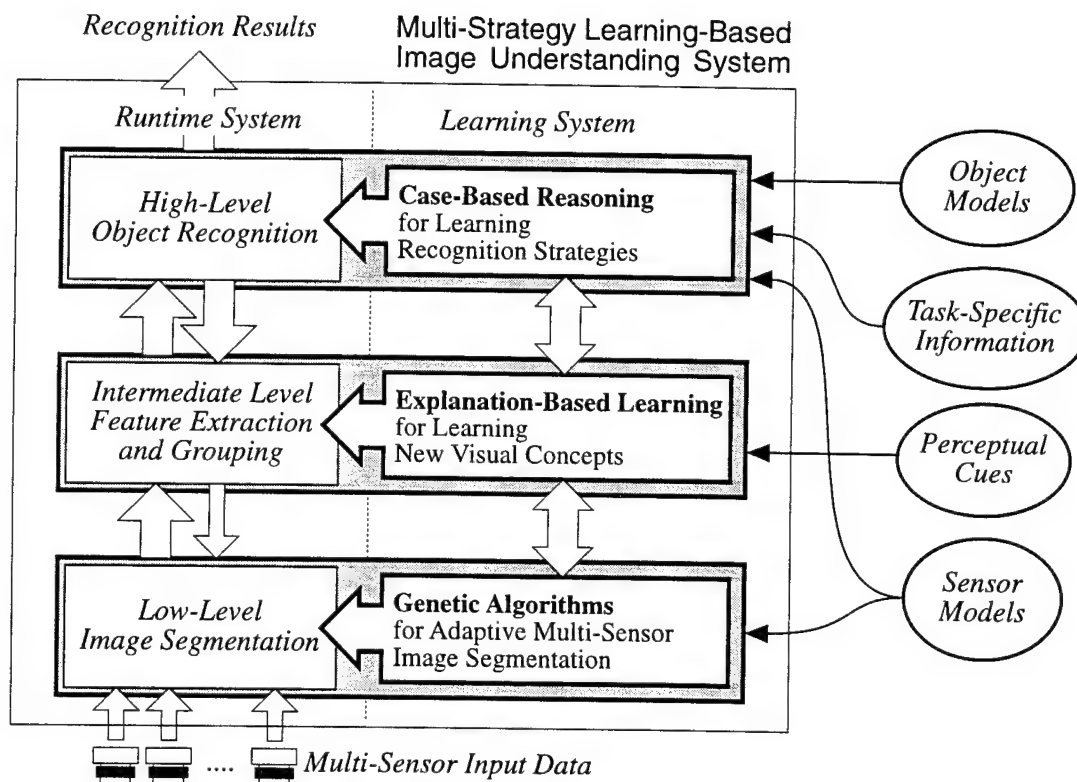 Recognition Results
Multi-Strategy Learning-Based
Image Understanding System
Runtime System
Learning System
High-Level
Object Recognition
Case-Based Reasoning
for Learning
Recognition Strategies
Object
Models
Task-Specific
Information
Intermediate Level
Feature Extraction
and Grouping
Explanation-Based Learning
for Learning
New Visual Concepts
Perceptual
Cues
Low-Level
Image Segmentation
Genetic Algorithms
for Adaptive Multi-Sensor
Image Segmentation
Sensor
Models
....
Multi-Sensor Input Data